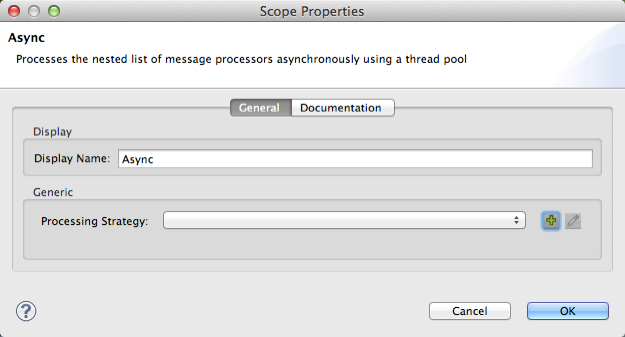 Scope Properties
Async
Processes the nested list of message processors asynchronously using a thread pool
General Documentation
Display
Display Name: Async
Generic
Processing Strategy:
? Cancel OK